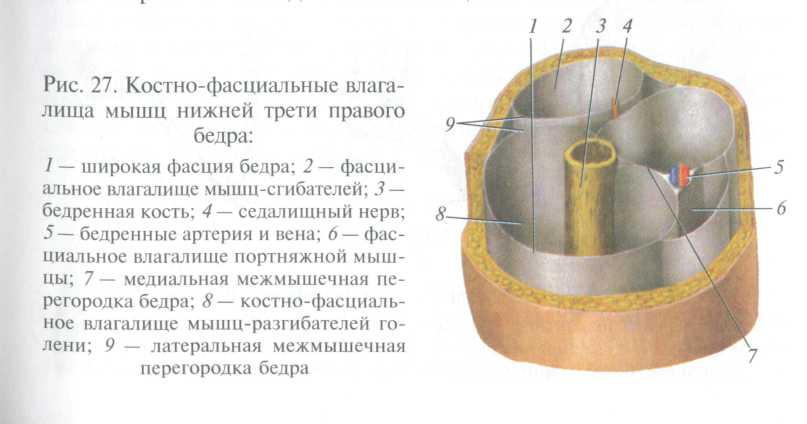 1 2 3 4
Рис. 27. Костно-фасциальные влага-
лища мышц нижней трети правого
бедра:
1 — широкая фасция бедра; 2 — фасци-
альное влагалище мышц-сгибателей; 3 —
бедренная кость; 4 — седалищный нерв;
5 — бедренные артерия и вена; 6 — фас-
циальное влагалище портняжной мыш-
цы; 7 — медиальная межмышечная пе-
регородка бедра; 8 — костно-фасциаль-
ное влагалище мышц-разгибателей го-
лени; 9 — латеральная межмышечная
перегородка бедра
9
5
8
6
7